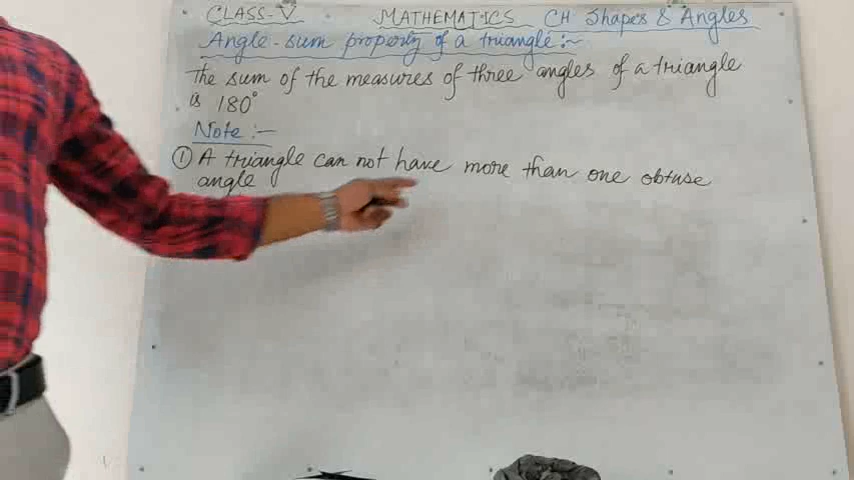 CLASS-V MATHEMATICS CH Shapes & Angles
Angle-sum property of a triangle:-
The sum of the measures of three angles of a triangle
is 180°
Note:-
① A triangle can not have more than one obtuse
angle